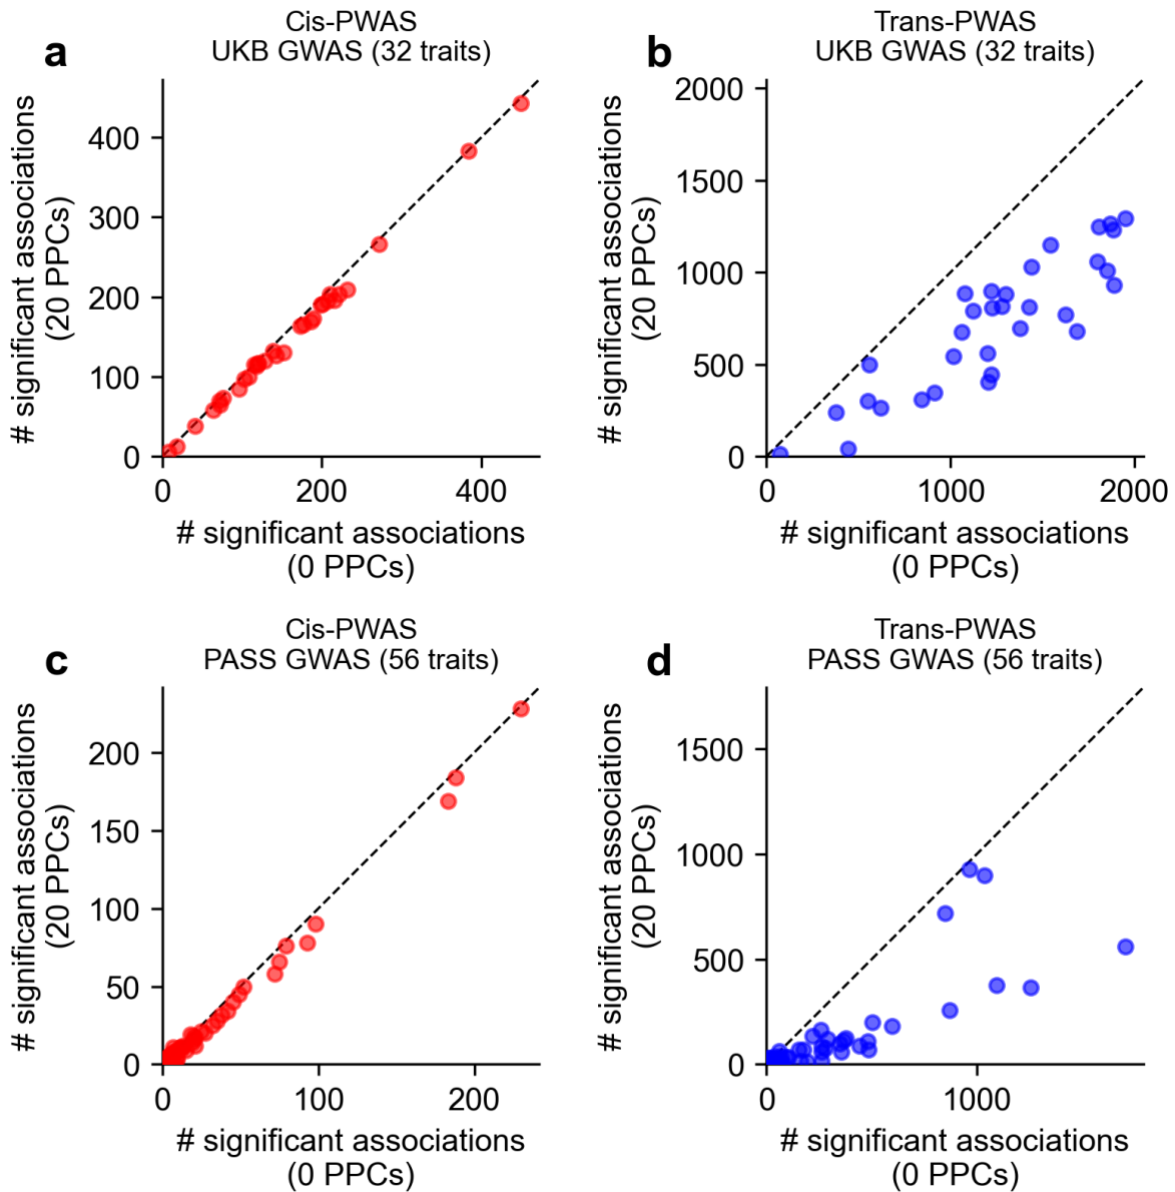 a
Cis-PWAS
UKB GWAS (32 traits)
# significant associations
(20 PPCs)
400
300
200
100
0
0
200
400
# significant associations
(0 PPCs)
b
Trans-PWAS
UKB GWAS (32 traits)
# significant associations
(20 PPCs)
2000
1500
1000
500
0
0
1000
2000
# significant associations
(0 PPCs)
c
Cis-PWAS
PASS GWAS (56 traits)
# significant associations
(20 PPCs)
200
150
100
50
0
0
100
200
# significant associations
(0 PPCs)
d
Trans-PWAS
PASS GWAS (56 traits)
# significant associations
(20 PPCs)
1500
1000
500
0
0
1000
# significant associations
(0 PPCs)